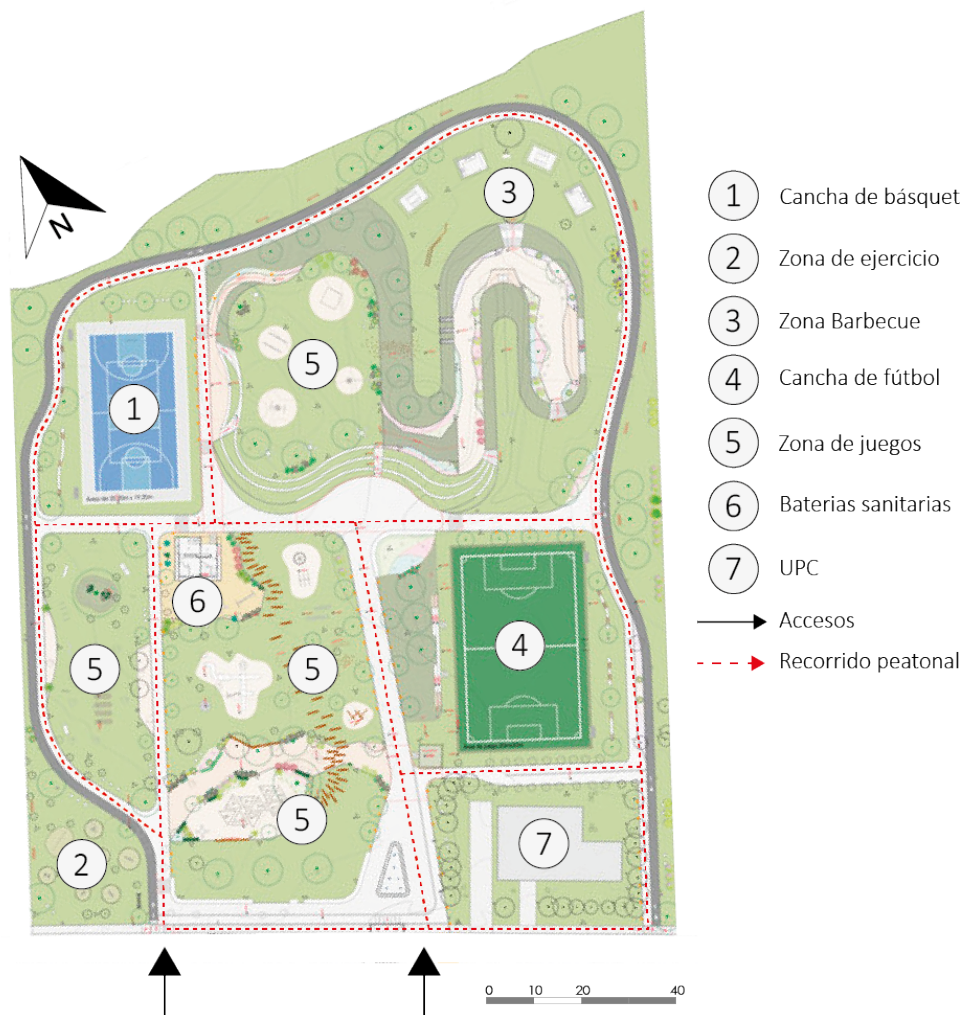 N
3
5
1
6
5
5
4
5
2
7
1 Cancha de básquet
2 Zona de ejercicio
3 Zona Barbecue
4 Cancha de fútbol
5 Zona de juegos
6 Baterias sanitarias
7 UPC
Accesos
Recorrido peatonal
0 10 20 40